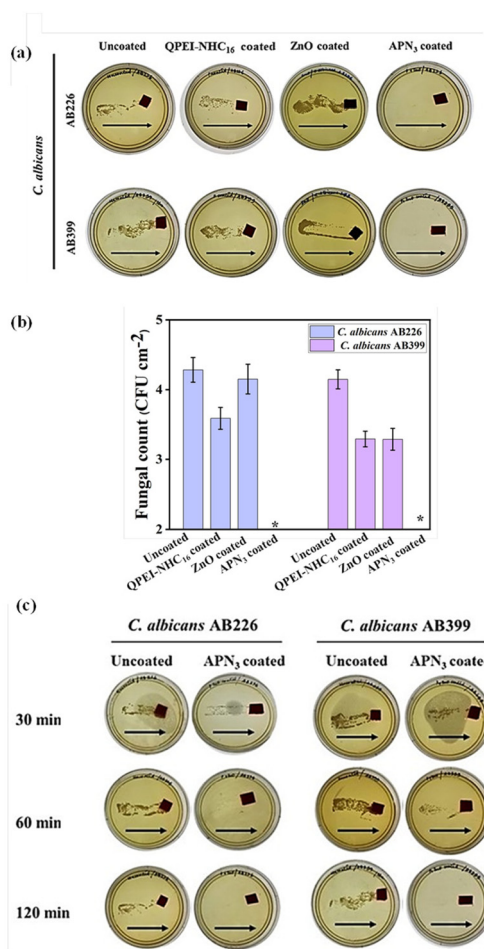 (a)
Uncoated QPEI-NHC₁₆ coated ZnO coated APN₃ coated
C. albicans
AB226
AB399
(b)
Fungal count (CFU cm⁻²)
5
4
3
2
C. albicans AB226
C. albicans AB399
*
*
Uncoated
QPEI-NHC₁₆ coated
ZnO coated
APN₃ coated
Uncoated
QPEI-NHC₁₆ coated
ZnO coated
APN₃ coated
(c)
C. albicans AB226 C. albicans AB399
Uncoated APN₃ coated Uncoated APN₃ coated
30 min
60 min
120 min